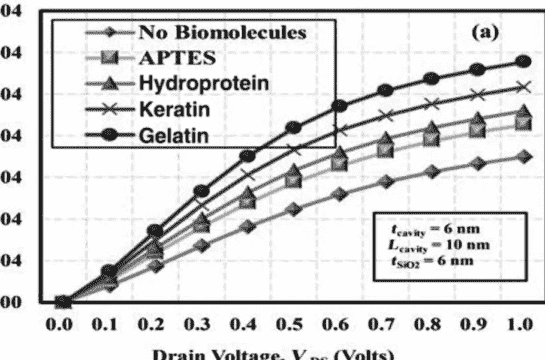 04
04
04
04
04
04
04
00
(a)
No Biomolecules
APTES
Hydroprotein
Keratin
Gelatin
tcavity = 6 nm
Lcavity = 10 nm
tSiO2 = 6 nm
0.0 0.1 0.2 0.3 0.4 0.5 0.6 0.7 0.8 0.9 1.0
Drain Voltage, VDS (Volts)